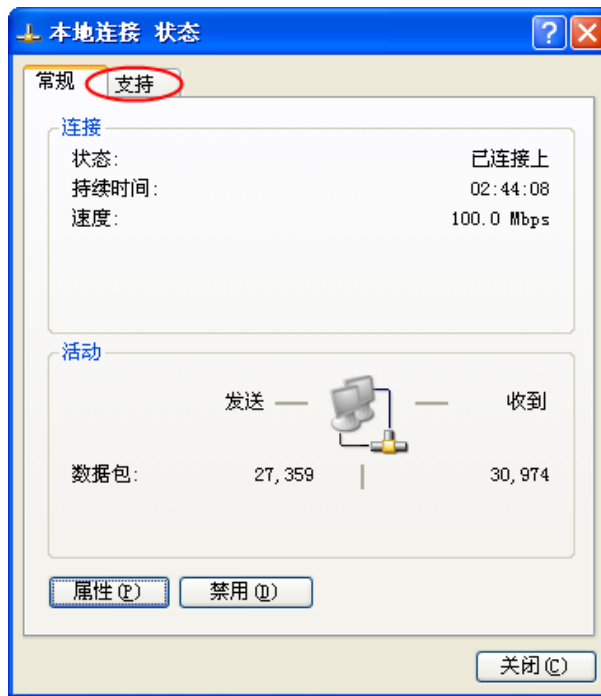 本地连接 状态
常规 支持
连接
状态: 已连接上
持续时间: 02:44:08
速度: 100.0 Mbps
活动
发送 收到
数据包: 27,359 30,974
属性(P) 禁用(D)
关闭(C)